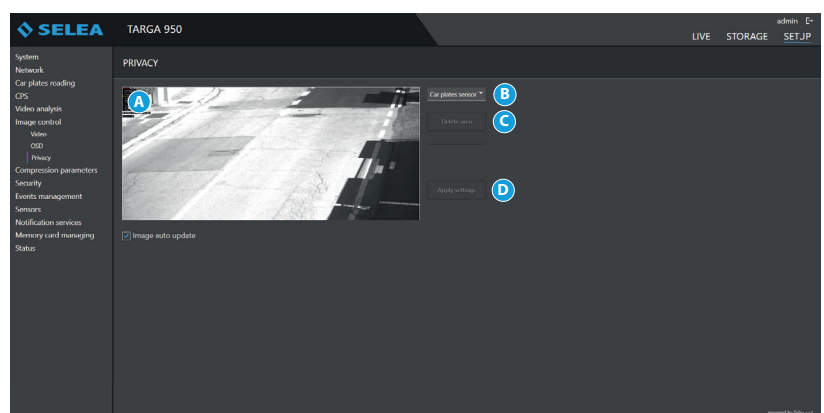 SELEA
TARGA 950
admin
LIVE STORAGE SETUP
System
Network
Car plates reading
CPS
Video analysis
Image control
Video
OSD
Privacy
Compression parameters
Security
Events management
Sensors
Notification services
Memory card managing
Status
PRIVACY
A
Car plates sensor
B
Delete area
C
Apply settings
D
Image auto update